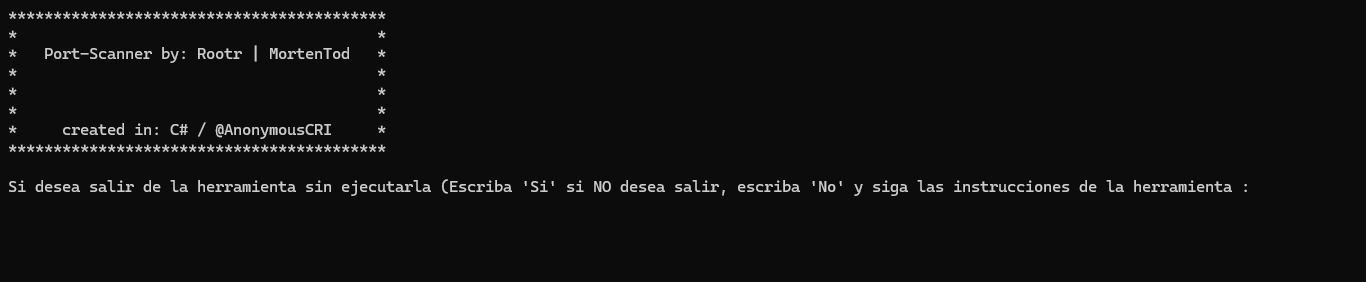 ******************************************
*                                        *
*   Port-Scanner by: Rootr | MortenTod   *
*                                        *
*                                        *
*                                        *
*     created in: C# / @AnonymousCRI     *
******************************************
Si desea salir de la herramienta sin ejecutarla (Escriba 'Si' si NO desea salir, escriba 'No' y siga las instrucciones de la herramienta :